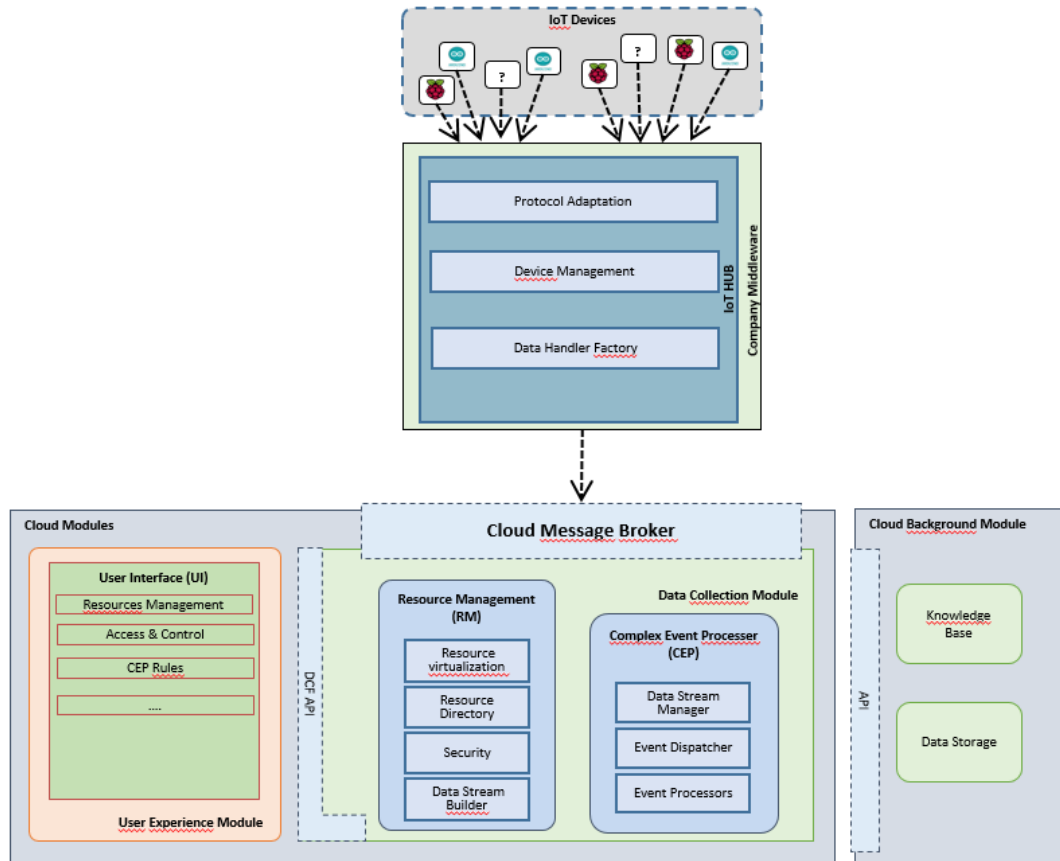 IoT Devices
?
?
Protocol Adaptation
Device Management
Data Handler Factory
IoT HUB
Company Middleware
Cloud Modules
Cloud Message Broker
Cloud Background Module
User Interface (UI)
Resources Management
Access & Control
CEP Rules
....
User Experience Module
DCF API
Resource Management
(RM)
Resource
virtualization
Resource
Directory
Security
Data Stream
Builder
Data Collection Module
Complex Event Processer
(CEP)
Data Stream
Manager
Event Dispatcher
Event Processors
API
Knowledge
Base
Data Storage